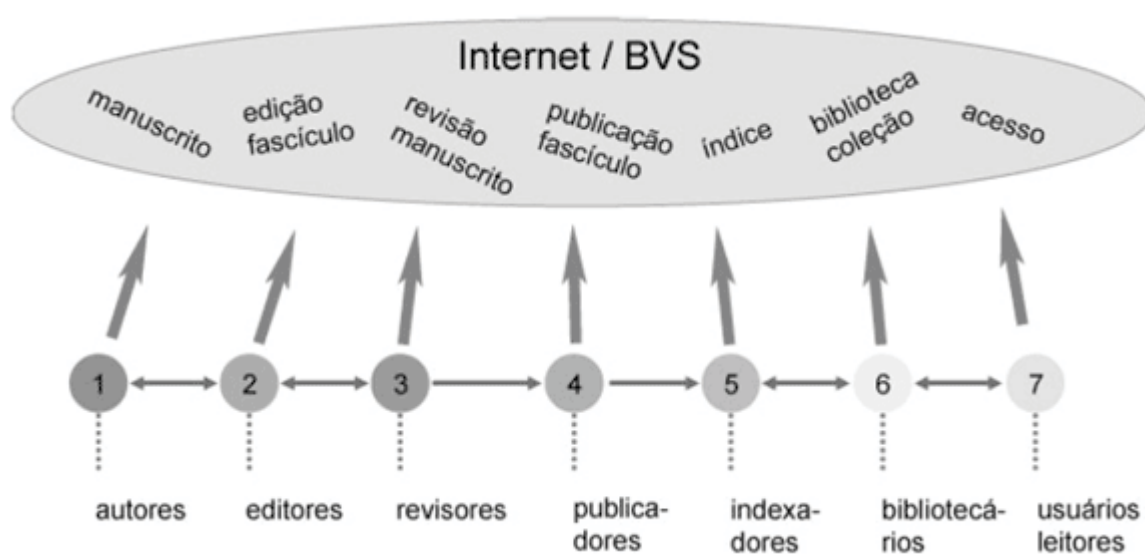 Internet / BVS
manuscrito
edição
fascículo
revisão
manuscrito
publicação
fascículo
índice
biblioteca
coleção
acesso
1
2
3
4
5
6
7
autores
editores
revisores
publica-
dores
indexa-
dores
bibliotecá-
rios
usuários
leitores